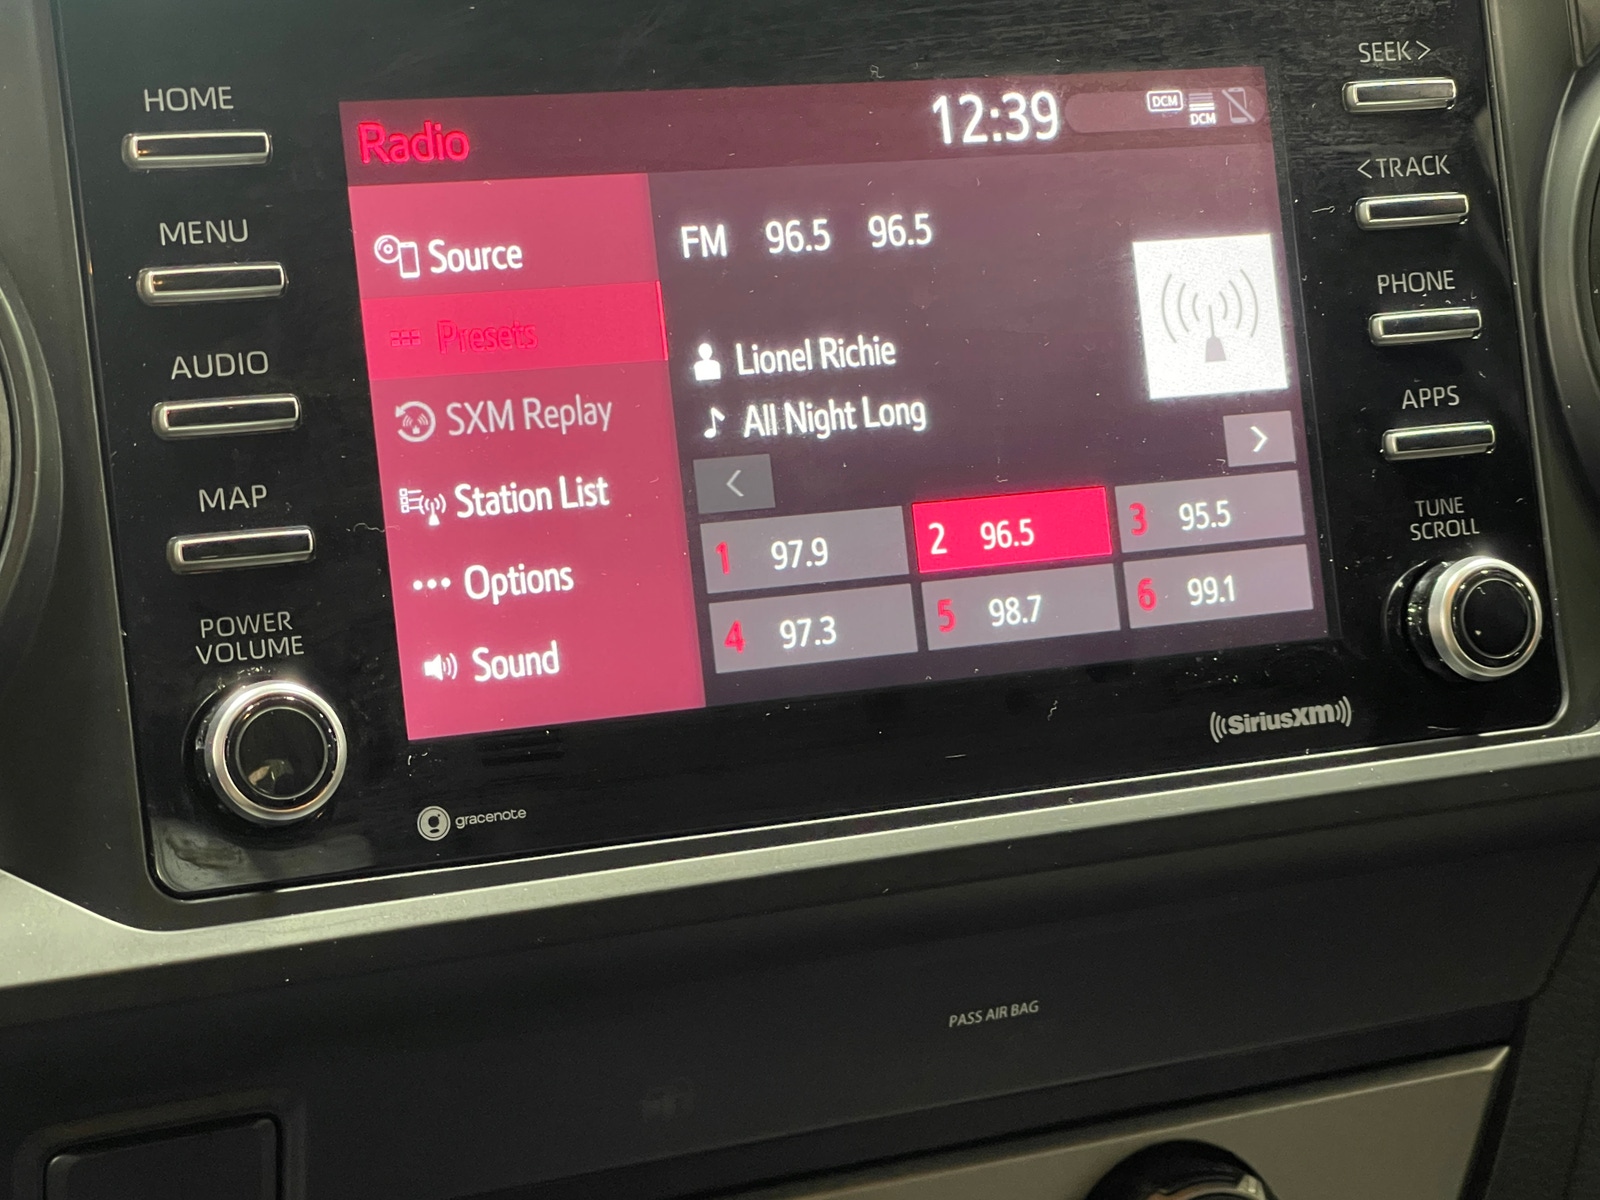 HOME
MENU
AUDIO
MAP
POWER
VOLUME
Radio
12:39
DCM
DCM
Source
Presets
SXM Replay
Station List
Options
Sound
FM 96.5 96.5
Lionel Richie
All Night Long
<
>
1 97.9
2 96.5
3 95.5
4 97.3
5 98.7
6 99.1
SEEK >
< TRACK
PHONE
APPS
TUNE
SCROLL
gracenote
((SiriusXM))
PASS AIR BAG